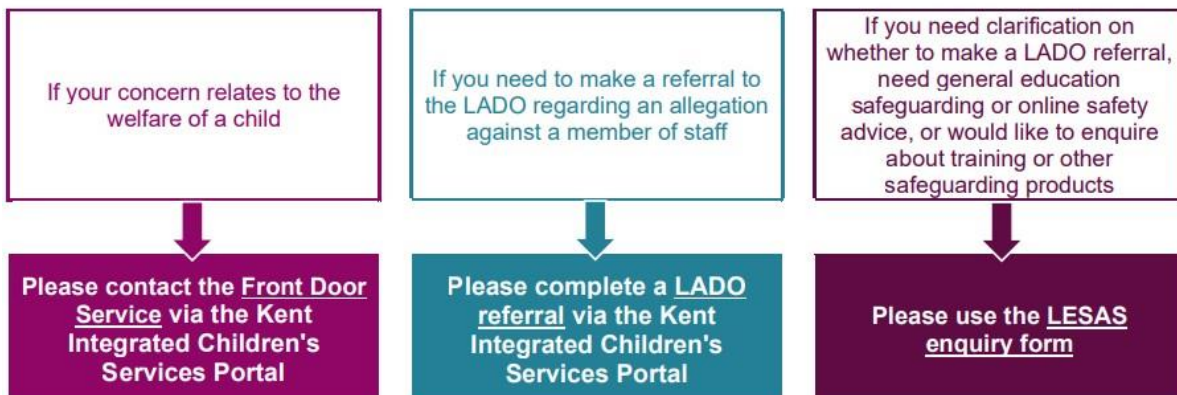 If your concern relates to the
welfare of a child
If you need to make a referral to
the LADO regarding an allegation
against a member of staff
If you need clarification on
whether to make a LADO referral,
need general education
safeguarding or online safety
advice, or would like to enquire
about training or other
safeguarding products
Please contact the Front Door
Service via the Kent
Integrated Children's
Services Portal
Please complete a LADO
referral via the Kent
Integrated Children's
Services Portal
Please use the LESAS
enquiry form